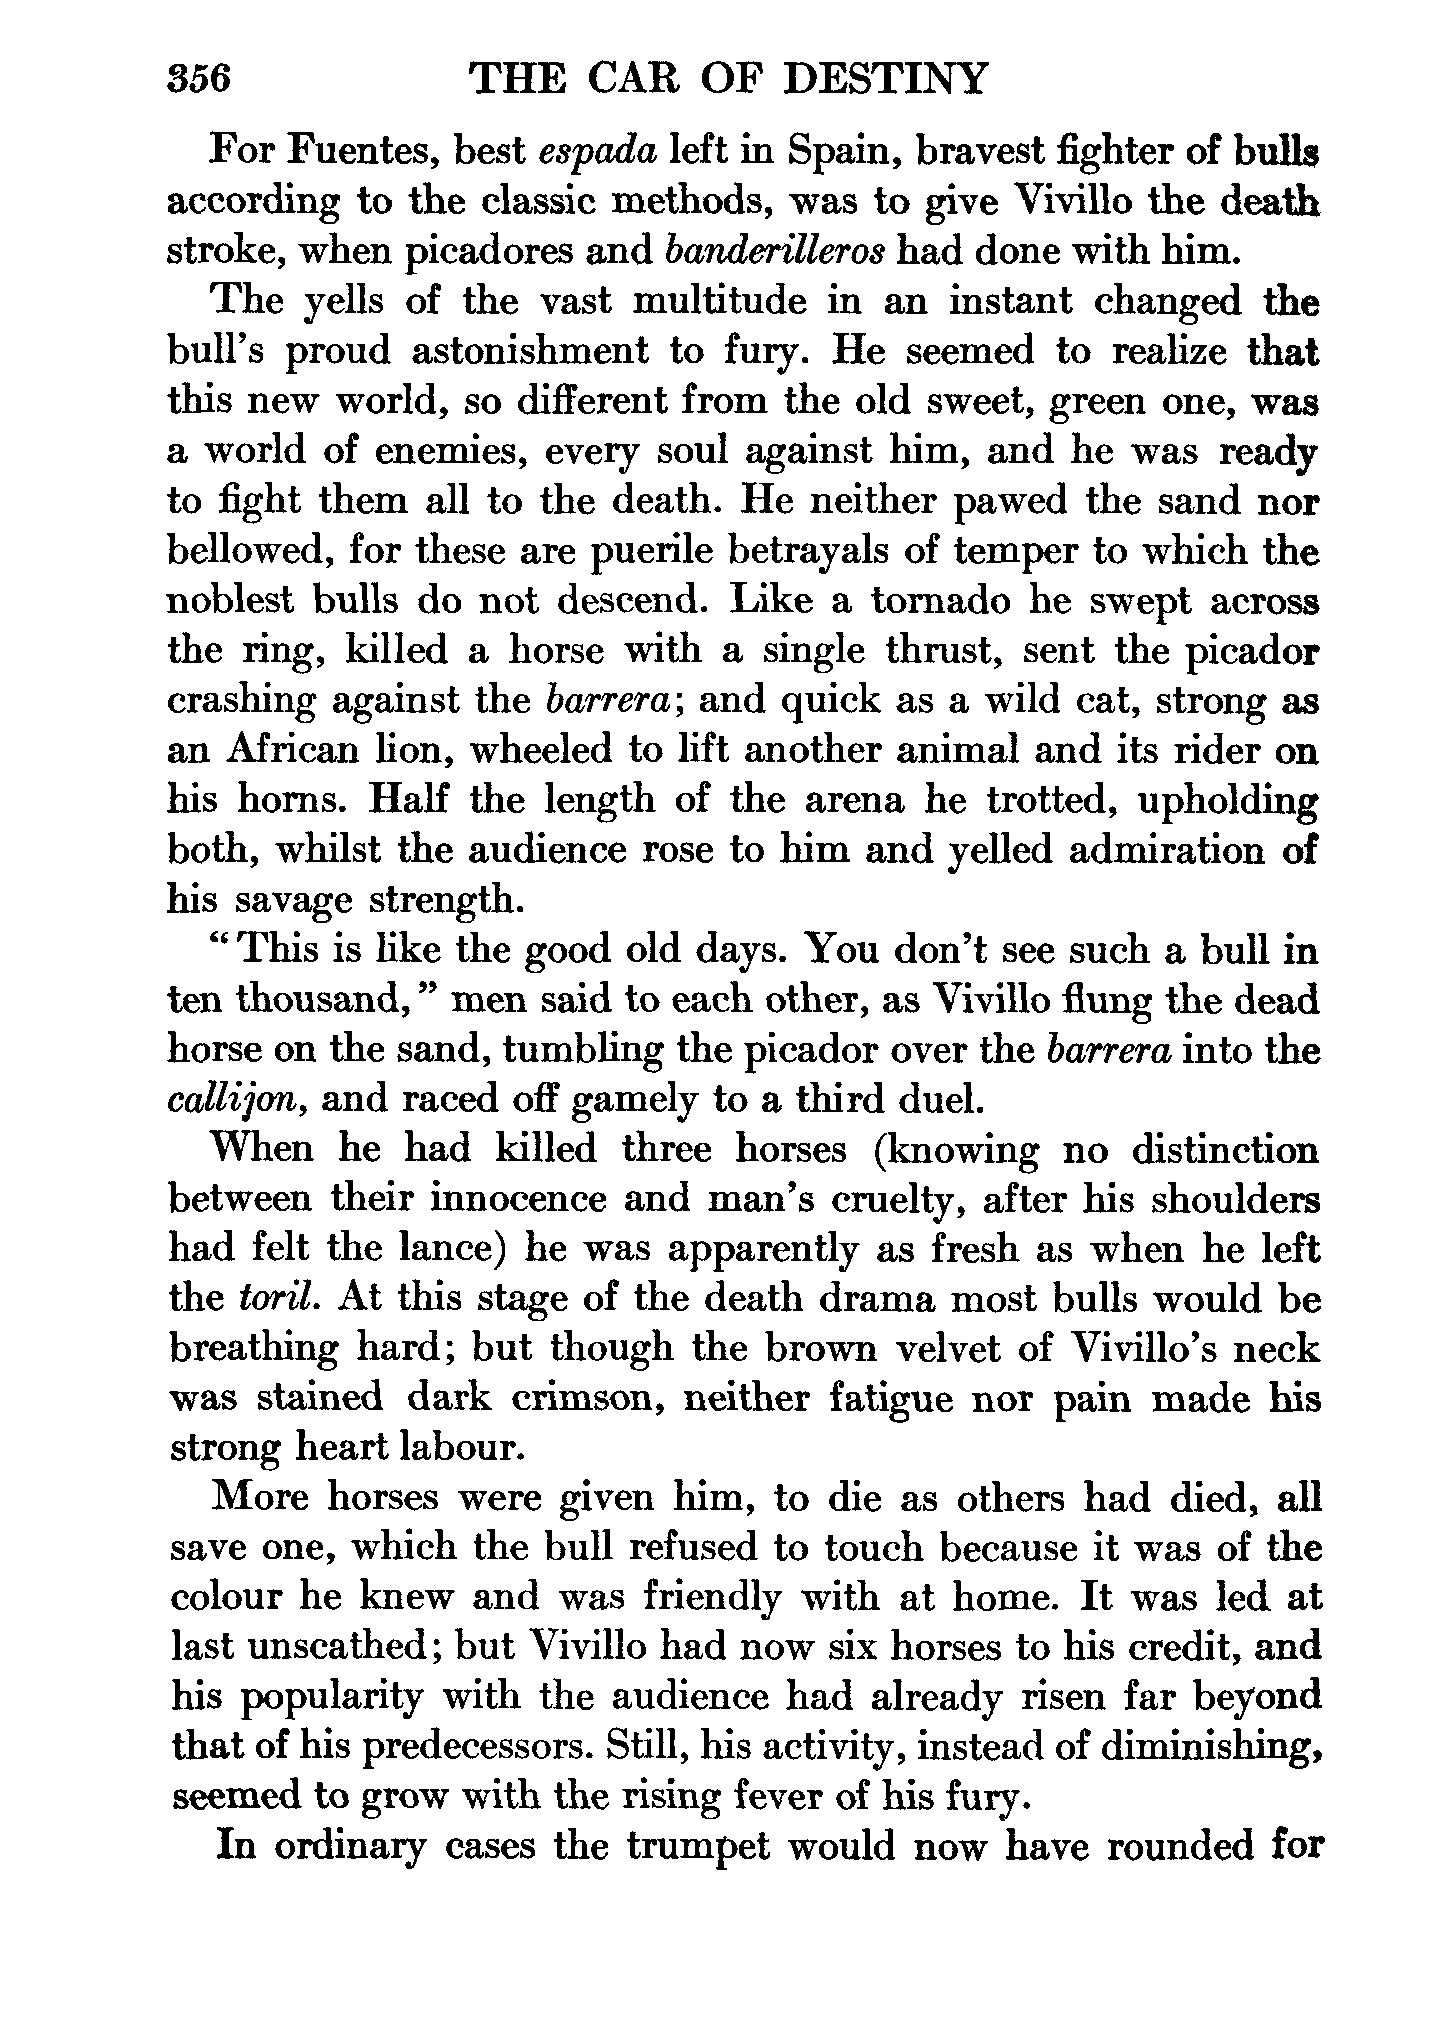 356 THE CAR OF DESTINY
For Fuentes, best espada left in Spain, bravest fighter of bulls
according to the classic methods, was to give Vivillo the death
stroke, when picadores and banderilleros had done with him.
The yells of the vast multitude in an instant changed the
bull's proud astonishment to fury. He seemed to realize that
this new world, so different from the old sweet, green one, was
a world of enemies, every soul against him, and he was ready
to fight them all to the death. He neither pawed the sand nor
bellowed, for these are puerile betrayals of temper to which the
noblest bulls do not descend. Like a tornado he swept across
the ring, killed a horse with a single thrust, sent the picador
crashing against the barrera; and quick as a wild cat, strong as
an African lion, wheeled to lift another animal and its rider on
his horns. Half the length of the arena he trotted, upholding
both, whilst the audience rose to him and yelled admiration of
his savage strength.
"This is like the good old days. You don't see such a bull in
ten thousand," men said to each other, as Vivillo flung the dead
horse on the sand, tumbling the picador over the barrera into the
callijon, and raced off gamely to a third duel.
When he had killed three horses (knowing no distinction
between their innocence and man's cruelty, after his shoulders
had felt the lance) he was apparently as fresh as when he left
the toril. At this stage of the death drama most bulls would be
breathing hard; but though the brown velvet of Vivillo's neck
was stained dark crimson, neither fatigue nor pain made his
strong heart labour.
More horses were given him, to die as others had died, all
save one, which the bull refused to touch because it was of the
colour he knew and was friendly with at home. It was led at
last unscathed; but Vivillo had now six horses to his credit, and
his popularity with the audience had already risen far beyond
that of his predecessors. Still, his activity, instead of diminishing,
seemed to grow with the rising fever of his fury.
In ordinary cases the trumpet would now have rounded for